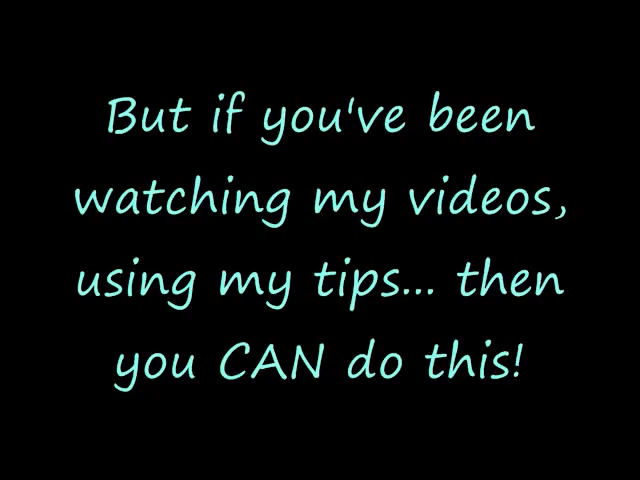 But if you've been
watching my videos,
using my tips... then
you CAN do this!